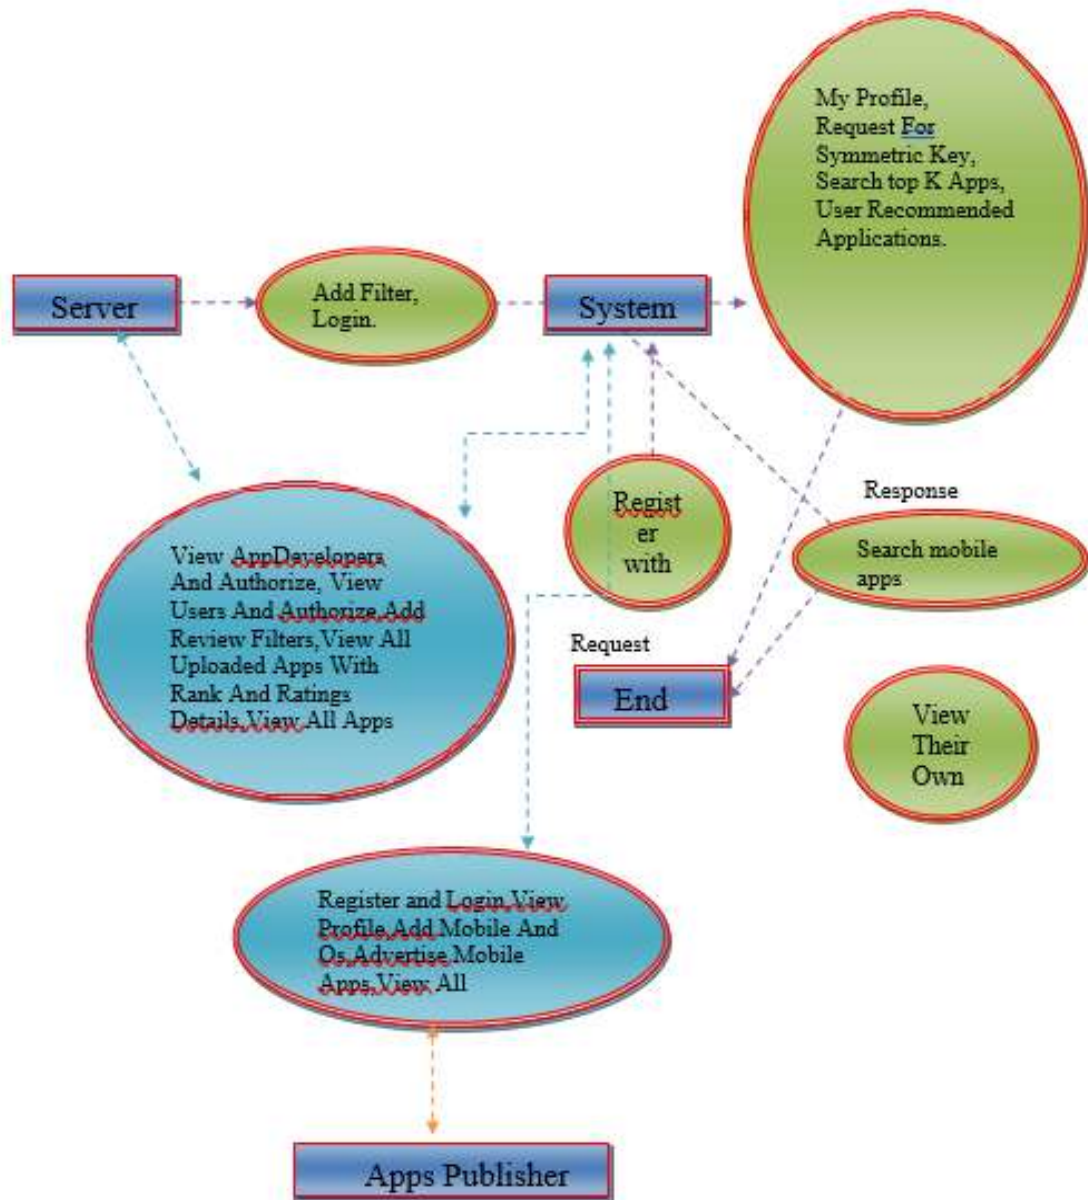 My Profile,
Request For
Symmetric Key,
Search top K Apps,
User Recommended
Applications.
Server
Add Filter,
Login.
System
Regist
er
with
Response
Search mobile
apps
View AppDevelopers
And Authorize, View
Users And Authorize,Add
Review Filters,View All
Uploaded Apps With
Rank And Ratings
Details,View All Apps
Request
End
View
Their
Own
Register and Login,View
Profile,Add Mobile And
Os,Advertise Mobile
Apps,View All
Apps Publisher